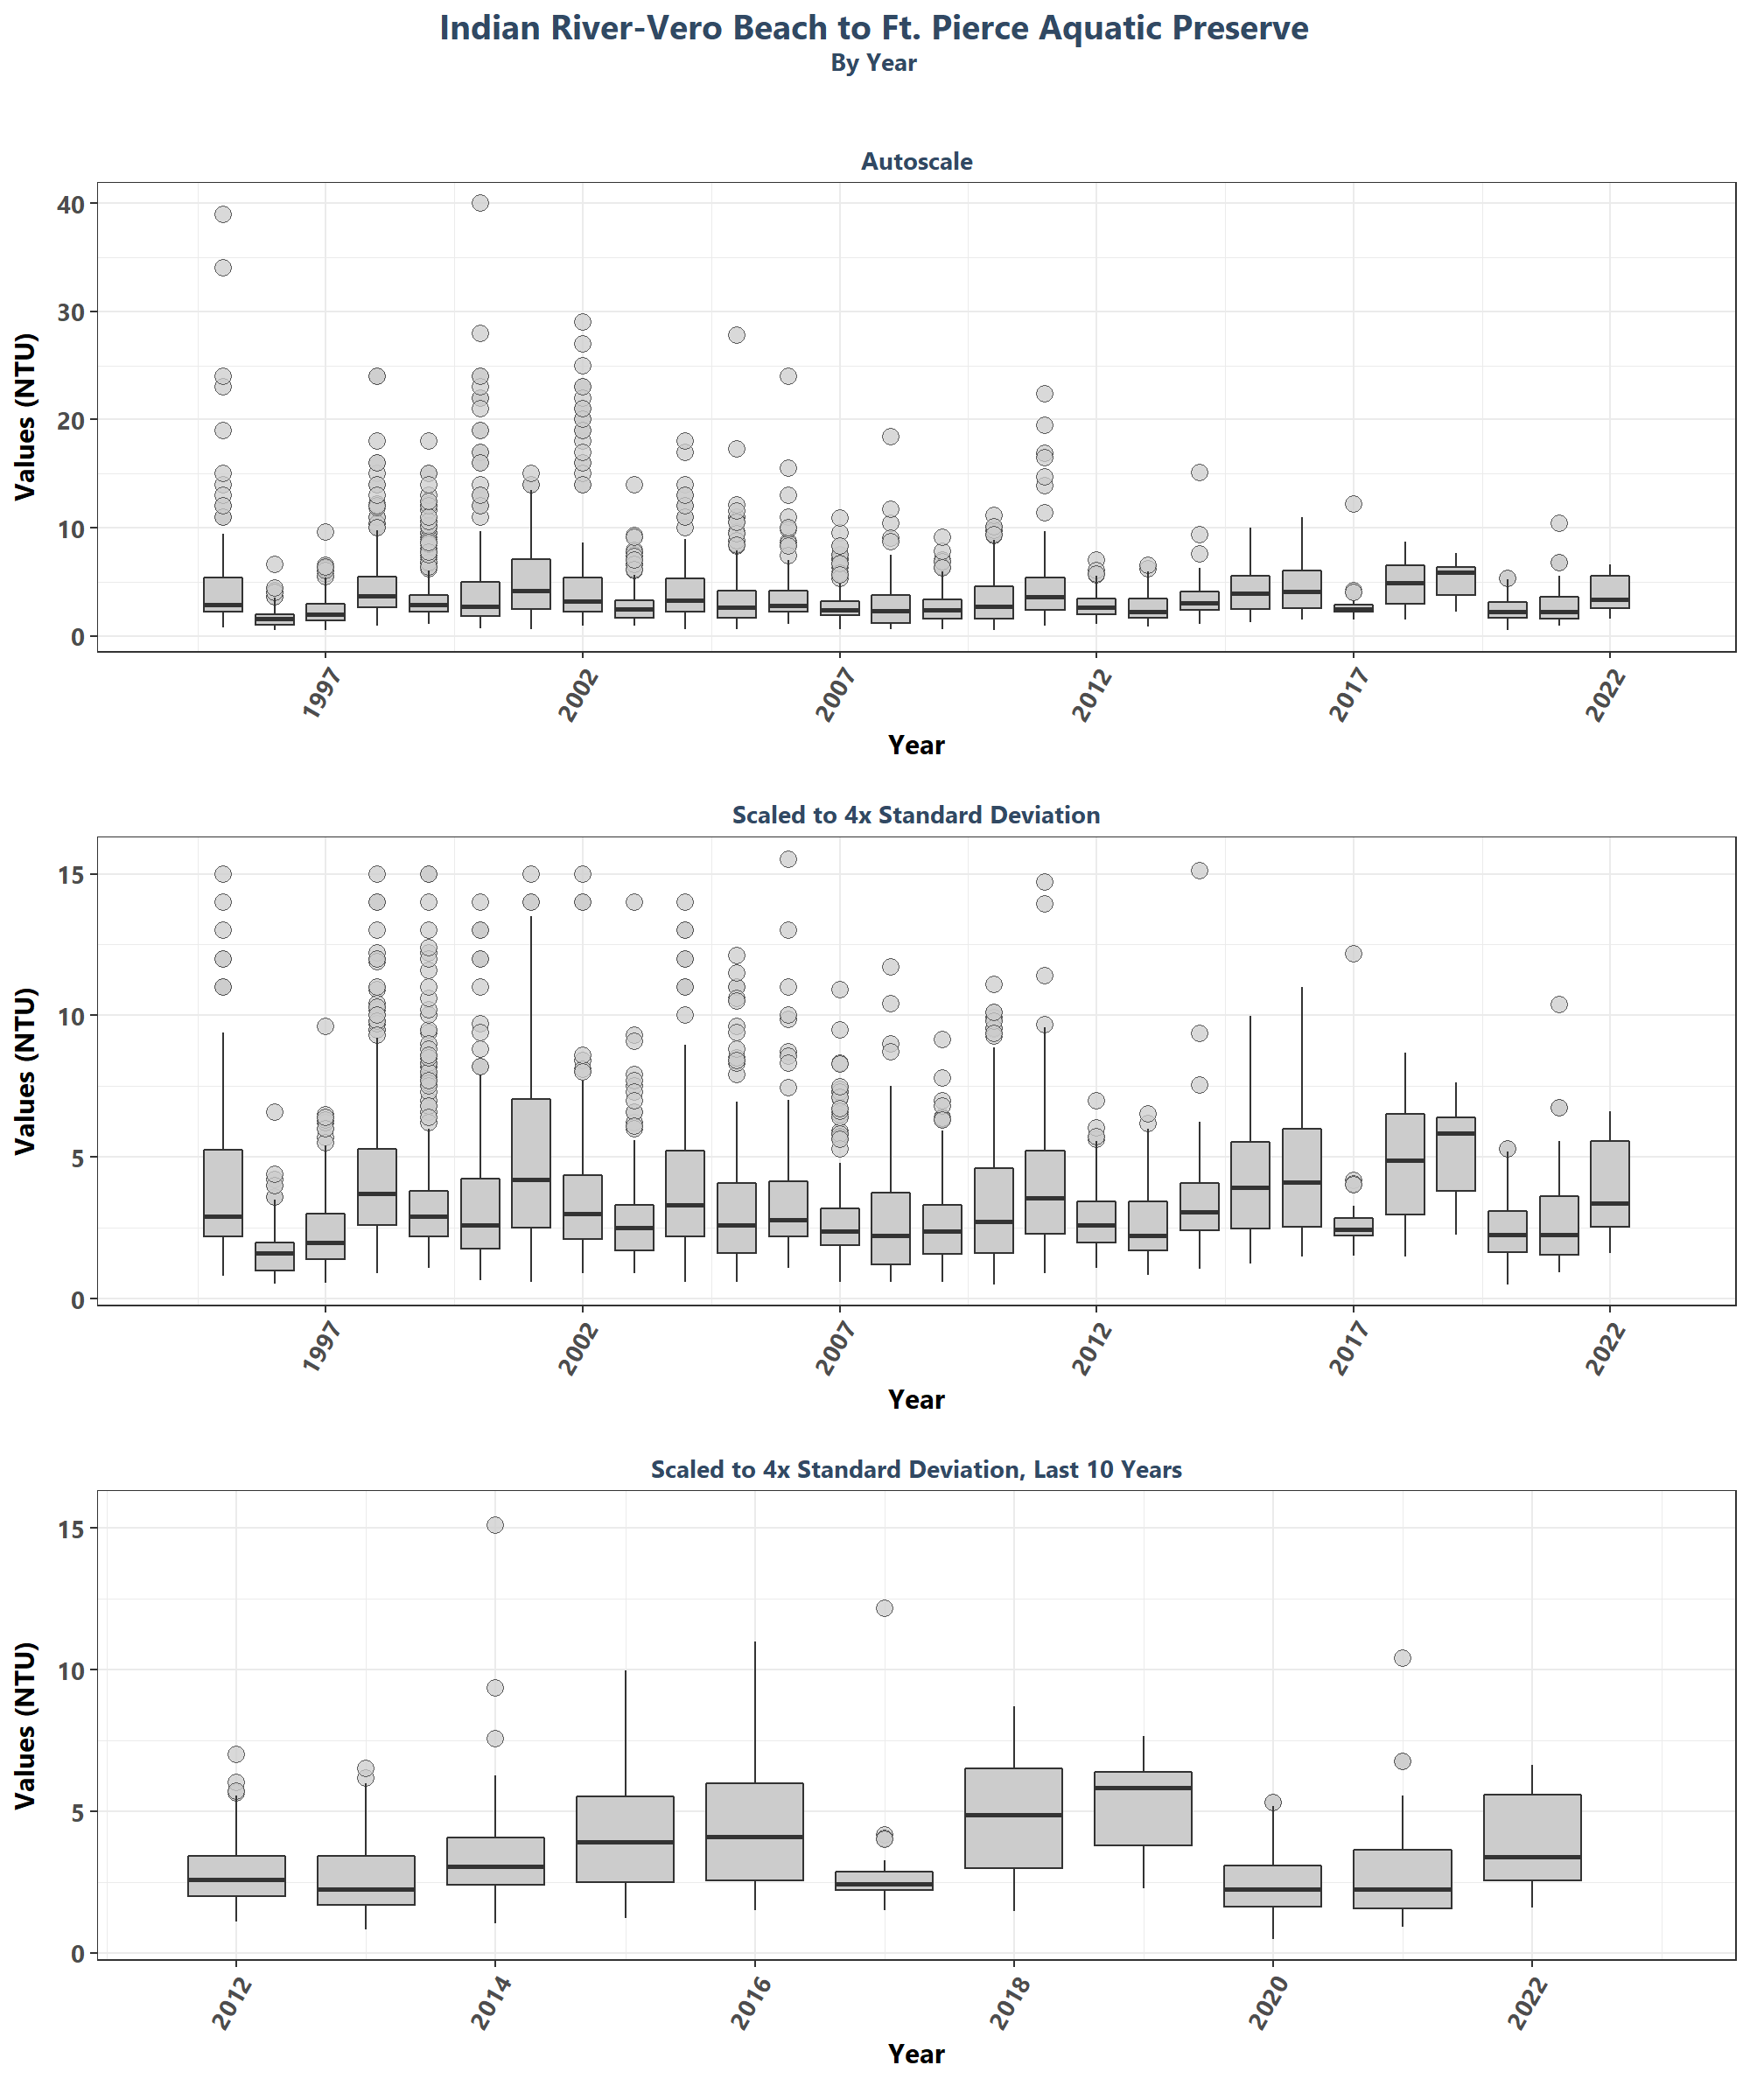 Indian River-Vero Beach to Ft. Pierce Aquatic Preserve
By Year
Autoscale
Values (NTU)
40
30
20
10
0
1997
2002
2007
2012
2017
2022
Year
Scaled to 4x Standard Deviation
Values (NTU)
15
10
5
0
1997
2002
2007
2012
2017
2022
Year
Scaled to 4x Standard Deviation, Last 10 Years
Values (NTU)
15
10
5
0
2012
2014
2016
2018
2020
2022
Year